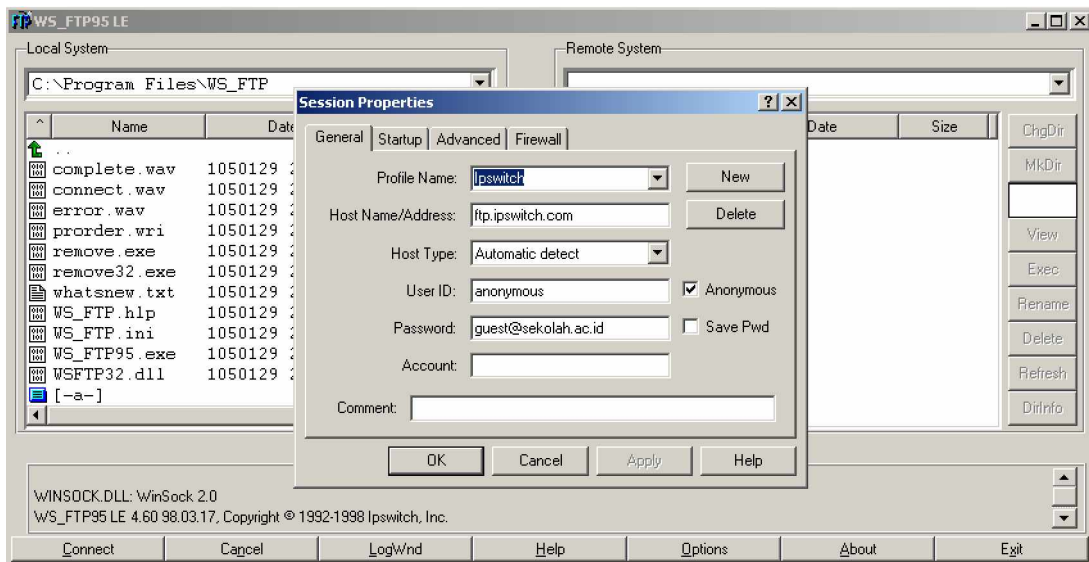 WS_FTP95 LE
Local System
Remote System
C:\Program Files\WS_FTP
^ Name Date Size
..
complete.wav 1050129
connect.wav 1050129
error.wav 1050129
prorder.wri 1050129
remove.exe 1050129
remove32.exe 1050129
whatsnew.txt 1050129
WS_FTP.hlp 1050129
WS_FTP.ini 1050129
WS_FTP95.exe 1050129
WSFTP32.dll 1050129
[-a-]
Session Properties
General Startup Advanced Firewall
Profile Name: Ipswitch New
Host Name/Address: ftp.ipswitch.com Delete
Host Type: Automatic detect
User ID: anonymous Anonymous
Password: guest@sekolah.ac.id Save Pwd
Account:
Comment:
OK Cancel Apply Help
Date Size
ChgDir
MkDir
View
Exec
Rename
Delete
Refresh
DirInfo
WINSOCK.DLL: WinSock 2.0
WS_FTP95 LE 4.60 98.03.17, Copyright © 1992-1998 Ipswitch, Inc.
Connect Cancel LogWnd Help Options About Exit